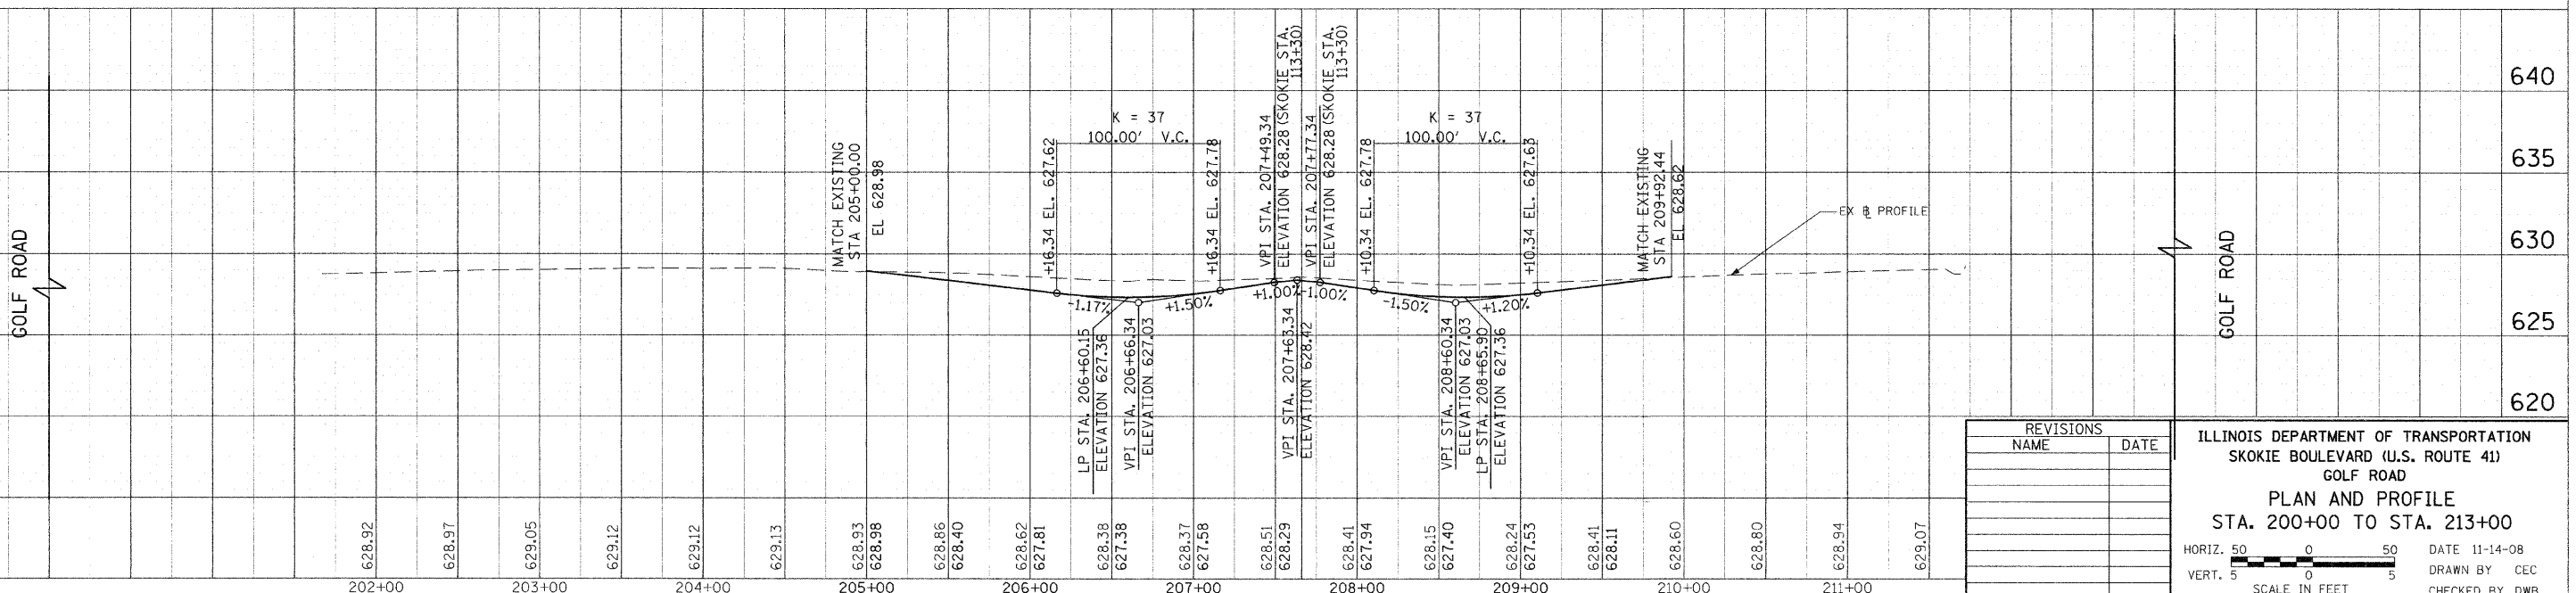 640
635
630
625
620
GOLF ROAD
MATCH EXISTING
STA 205+00.00
EL 628.98
+16.34 EL. 627.62
K = 37
100.00' V.C.
+16.34 EL. 627.78
VPI STA. 207+49.34
ELEVATION 628.28 (SKOKIE STA.
113+30)
VPI STA. 207+77.34
ELEVATION 628.28 (SKOKIE STA.
113+30)
+10.34 EL. 627.78
K = 37
100.00' V.C.
+10.34 EL. 627.63
MATCH EXISTING
STA 209+92.44
EL 628.62
EX ℄ PROFILE
GOLF ROAD
-1.17%
+1.50%
+1.00%
-1.00%
-1.50%
+1.20%
LP STA. 206+60.15
ELEVATION 627.36
VPI STA. 206+66.34
ELEVATION 627.03
VPI STA. 207+63.34
ELEVATION 628.42
VPI STA. 208+60.34
ELEVATION 627.03
LP STA. 208+65.90
ELEVATION 627.36
628.92
628.97
629.05
629.12
629.12
629.13
628.93
628.98
628.86
628.40
628.62
627.81
628.38
627.38
628.37
627.58
628.51
628.29
628.41
627.94
628.15
627.40
628.24
627.53
628.41
628.11
628.60
628.80
628.94
629.07
202+00
203+00
204+00
205+00
206+00
207+00
208+00
209+00
210+00
211+00
REVISIONS
NAME DATE
ILLINOIS DEPARTMENT OF TRANSPORTATION
SKOKIE BOULEVARD (U.S. ROUTE 41)
GOLF ROAD
PLAN AND PROFILE
STA. 200+00 TO STA. 213+00
HORIZ. 50 0 50
VERT. 5 0 5
SCALE IN FEET
DATE 11-14-08
DRAWN BY CEC
CHECKED BY DWB